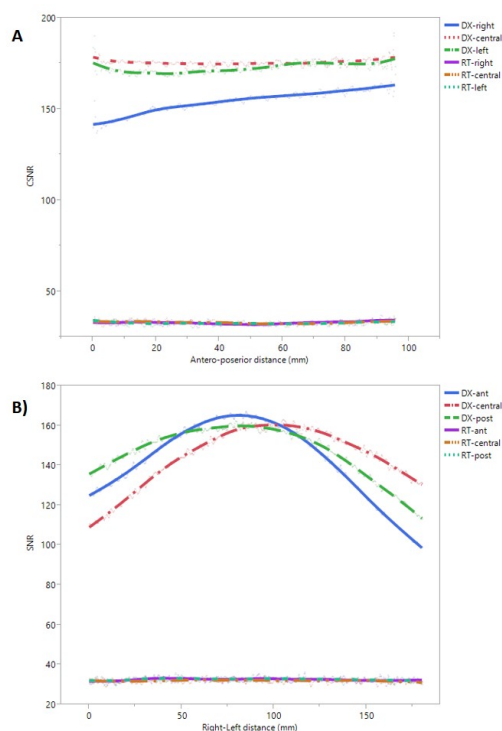 A
200
150
100
50
CSNR
0
20
40
60
80
100
Antero-posterior distance (mm)
DX-right
DX-central
DX-left
RT-right
RT-central
RT-left
B)
180
160
140
120
100
80
60
40
20
SNR
0
50
100
150
Right-Left distance (mm)
DX-ant
DX-central
DX-post
RT-ant
RT-central
RT-post